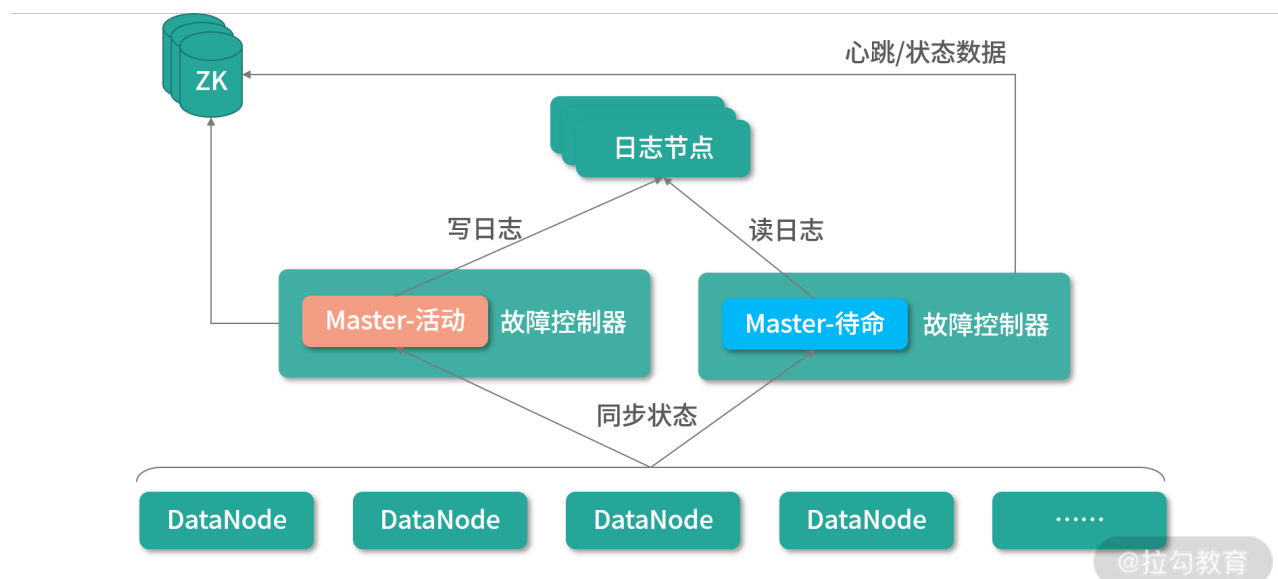 心跳/状态数据
ZK
日志节点
写日志
读日志
Master-活动
故障控制器
Master-待命
故障控制器
同步状态
DataNode
DataNode
DataNode
DataNode
……
@拉勾教育